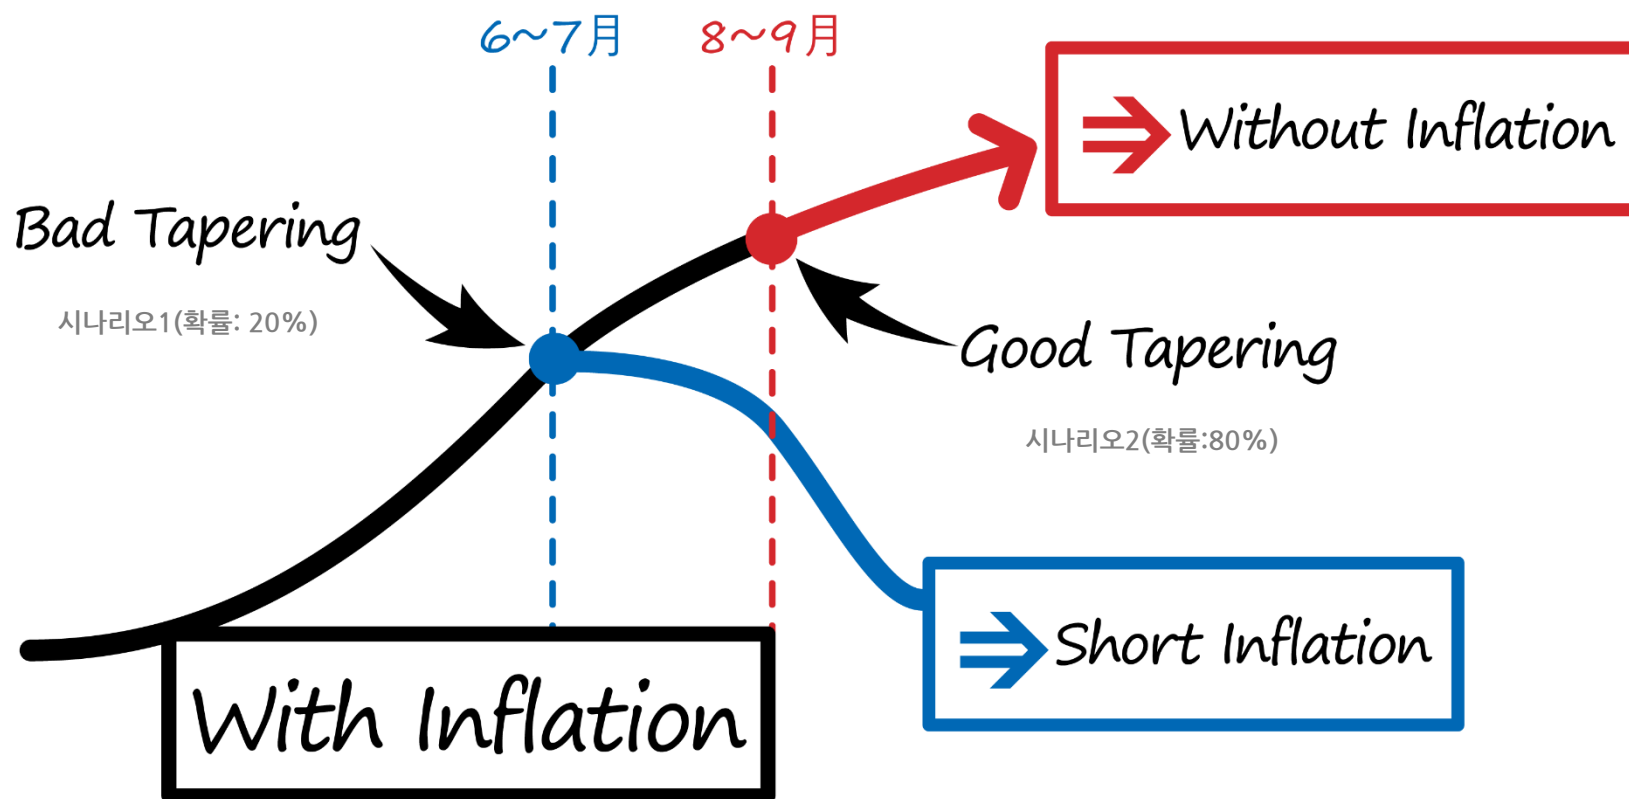 6~7月
8~9月
Without Inflation
Bad Tapering
시나리오1(확률: 20%)
Good Tapering
시나리오2(확률:80%)
Short Inflation
With Inflation